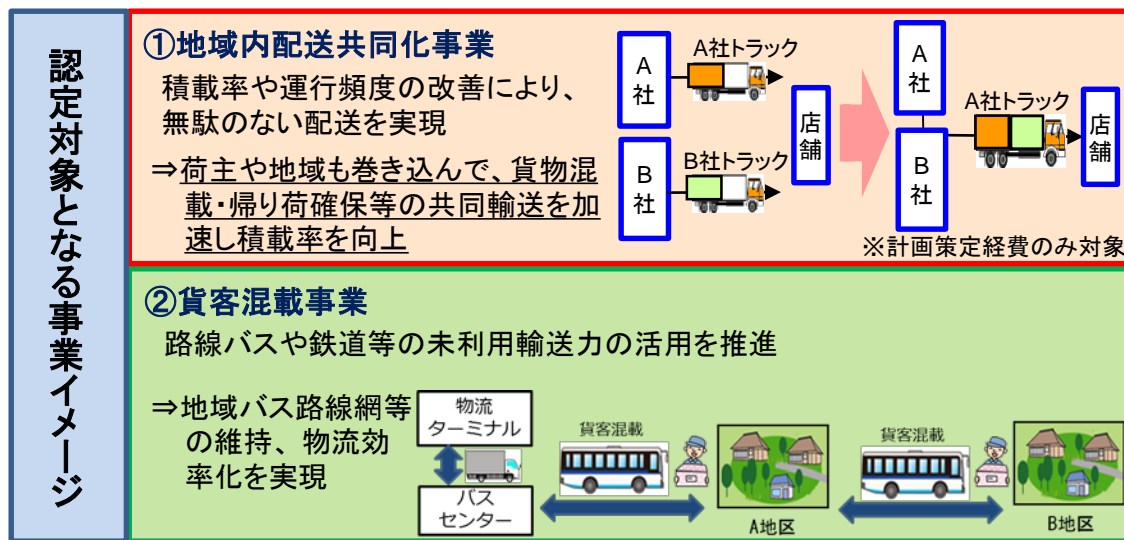 認定対象となる事業イメージ
①地域内配送共同化事業
積載率や運行頻度の改善により、
無駄のない配送を実現
⇒荷主や地域も巻き込んで、貨物混
載・帰り荷確保等の共同輸送を加
速し積載率を向上
A社
A社トラック
B社
B社トラック
店舗
A社
B社
A社トラック
店舗
※計画策定経費のみ対象
②貨客混載事業
路線バスや鉄道等の未利用輸送力の活用を推進
⇒地域バス路線網等
の維持、物流効
率化を実現
物流
ターミナル
バス
センター
貨客混載
A地区
貨客混載
B地区